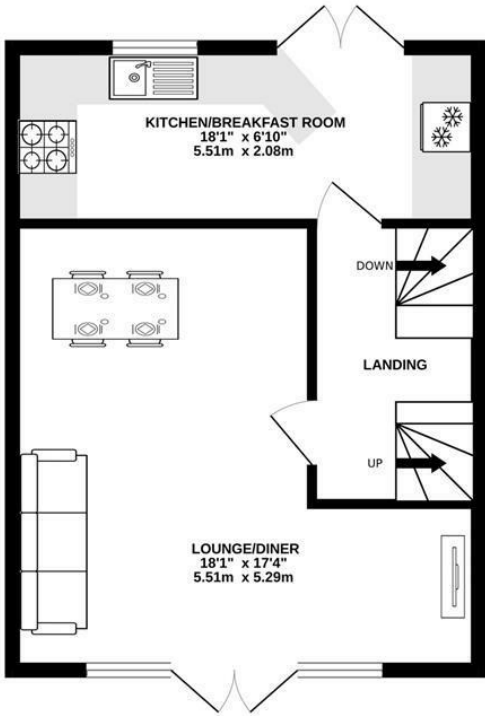 KITCHEN/BREAKFAST ROOM
18'1" x 6'10"
5.51m x 2.08m
DOWN
LANDING
UP
LOUNGE/DINER
18'1" x 17'4"
5.51m x 5.29m